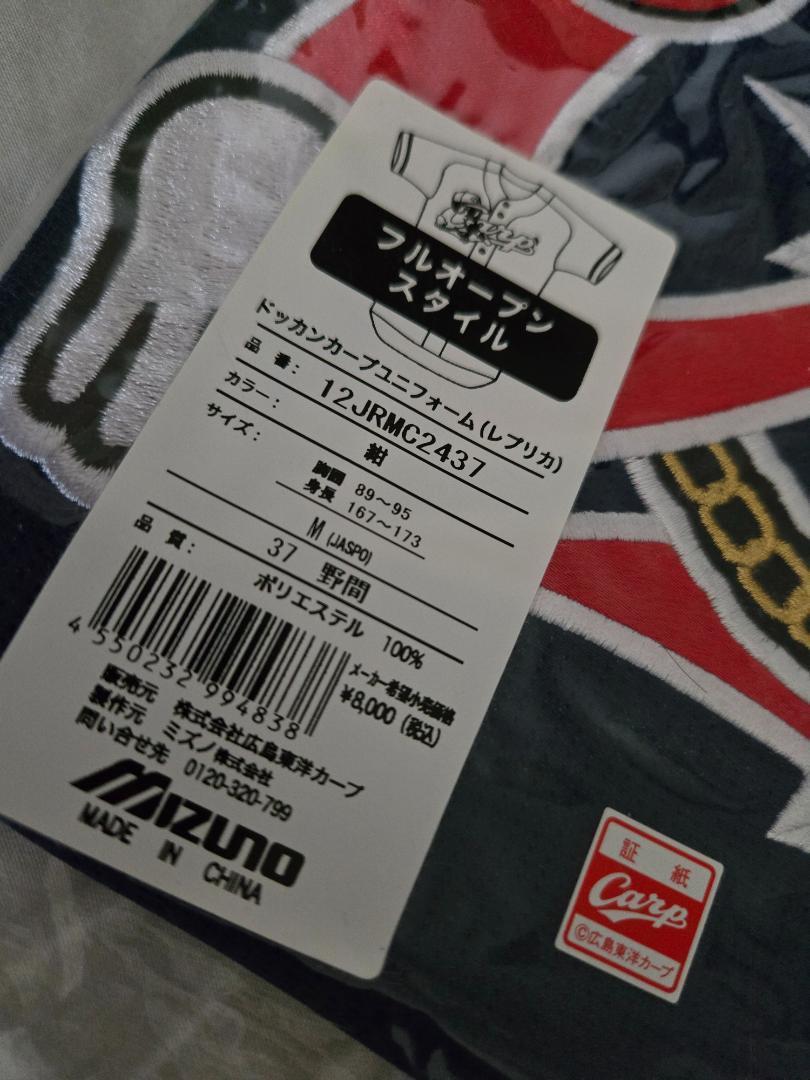 Carp
フルオープン
スタイル
ドッカンカープユニフォーム(レプリカ)
品 番: 12JRMC2437
カラー: 紺
サイズ: 胸囲 89～95
身長 167～173
M (JASPO)
37 野間
品 質: ポリエステル 100%
4 550232 994838
メーカー希望小売価格
¥8,000 (税込)
販売元 株式会社広島東洋カープ
製作元 ミズノ株式会社
問い合せ先 0120-320-799
MIZUNO
MADE IN CHINA
証 紙
Carp
©広島東洋カープ